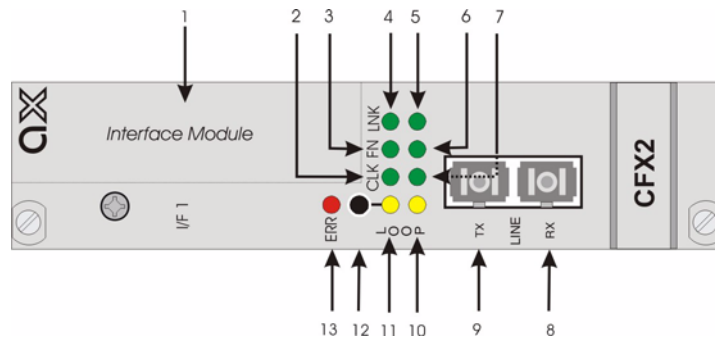 1 2 3 4 5 6 7
ax
Interface Module
LNK
FN
CLK
CFX2
I/F 1
ERR
LOOP
TX
LINE
RX
13 12 11 10 9 8